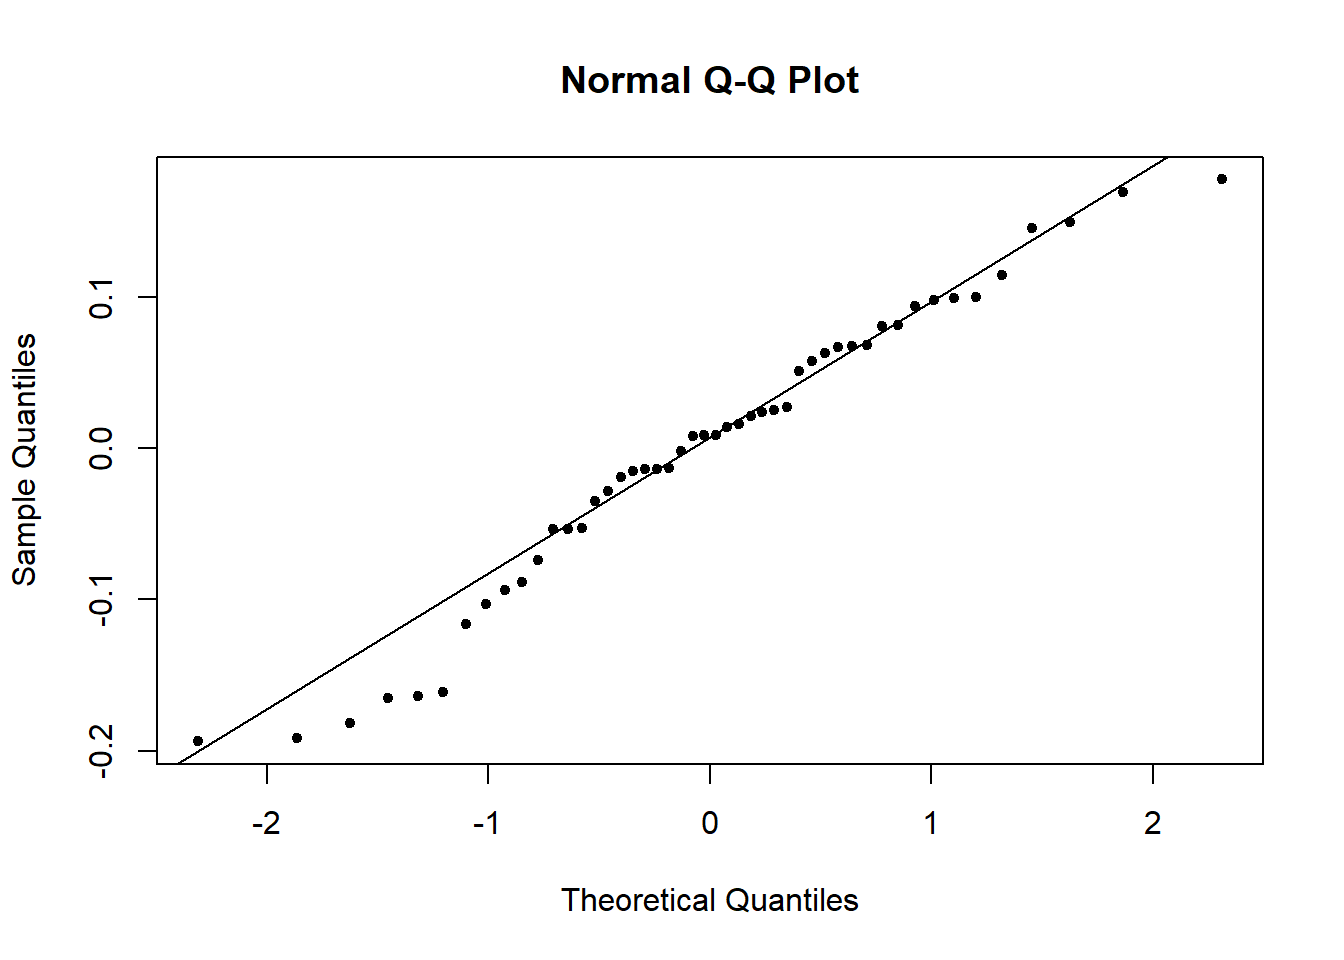 Normal Q-Q Plot
Sample Quantiles
0.1
0.0
-0.1
-0.2
-2 -1 0 1 2
Theoretical Quantiles